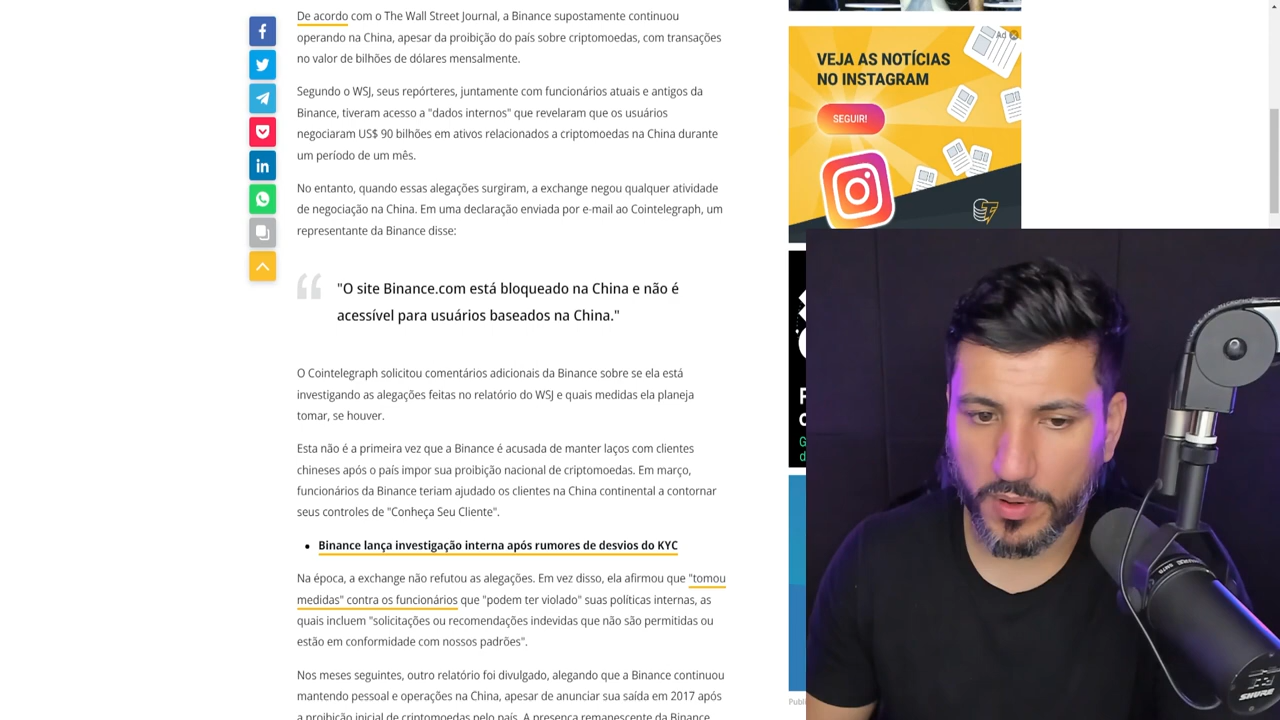 De acordo com o The Wall Street Journal, a Binance supostamente continuou
operando na China, apesar da proibição do país sobre criptomoedas, com transações
no valor de bilhões de dólares mensalmente.
Segundo o WSJ, seus repórteres, juntamente com funcionários atuais e antigos da
Binance, tiveram acesso a "dados internos" que revelaram que os usuários
negociaram US$ 90 bilhões em ativos relacionados a criptomoedas na China durante
um período de um mês.
No entanto, quando essas alegações surgiram, a exchange negou qualquer atividade
de negociação na China. Em uma declaração enviada por e-mail ao Cointelegraph, um
representante da Binance disse:
"O site Binance.com está bloqueado na China e não é
acessível para usuários baseados na China."
O Cointelegraph solicitou comentários adicionais da Binance sobre se ela está
investigando as alegações feitas no relatório do WSJ e quais medidas ela planeja
tomar, se houver.
Esta não é a primeira vez que a Binance é acusada de manter laços com clientes
chineses após o país impor sua proibição nacional de criptomoedas. Em março,
funcionários da Binance teriam ajudado os clientes na China continental a contornar
seus controles de "Conheça Seu Cliente".
Binance lança investigação interna após rumores de desvios do KYC
Na época, a exchange não refutou as alegações. Em vez disso, ela afirmou que "tomou
medidas" contra os funcionários que "podem ter violado" suas políticas internas, as
quais incluem "solicitações ou recomendações indevidas que não são permitidas ou
estão em conformidade com nossos padrões".
Nos meses seguintes, outro relatório foi divulgado, alegando que a Binance continuou
mantendo pessoal e operações na China, apesar de anunciar sua saída em 2017 após
a proibição geral de criptomoedas pelo país. A presença remanescente da Binance
Ad
VEJA AS NOTÍCIAS
NO INSTAGRAM
SEGUIR!
SHURE